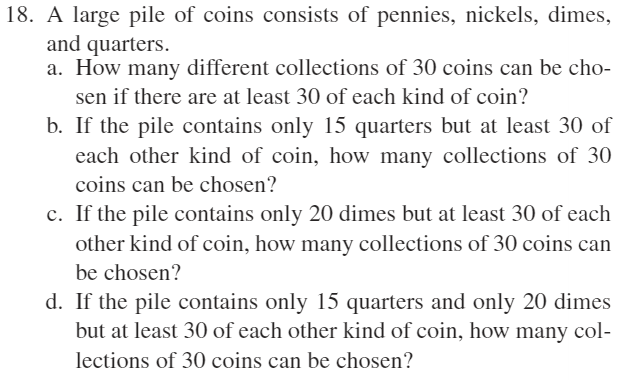 18. A large pile of coins consists of pennies, nickels, dimes,
and quarters.
a. How many different collections of 30 coins can be cho-
sen if there are at least 30 of each kind of coin?
b. If the pile contains only 15 quarters but at least 30 of
each other kind of coin, how many collections of 30
coins can be chosen?
c. If the pile contains only 20 dimes but at least 30 of each
other kind of coin, how many collections of 30 coins can
be chosen?
d. If the pile contains only 15 quarters and only 20 dimes
but at least 30 of each other kind of coin, how many col-
lections of 30 coins can be chosen?